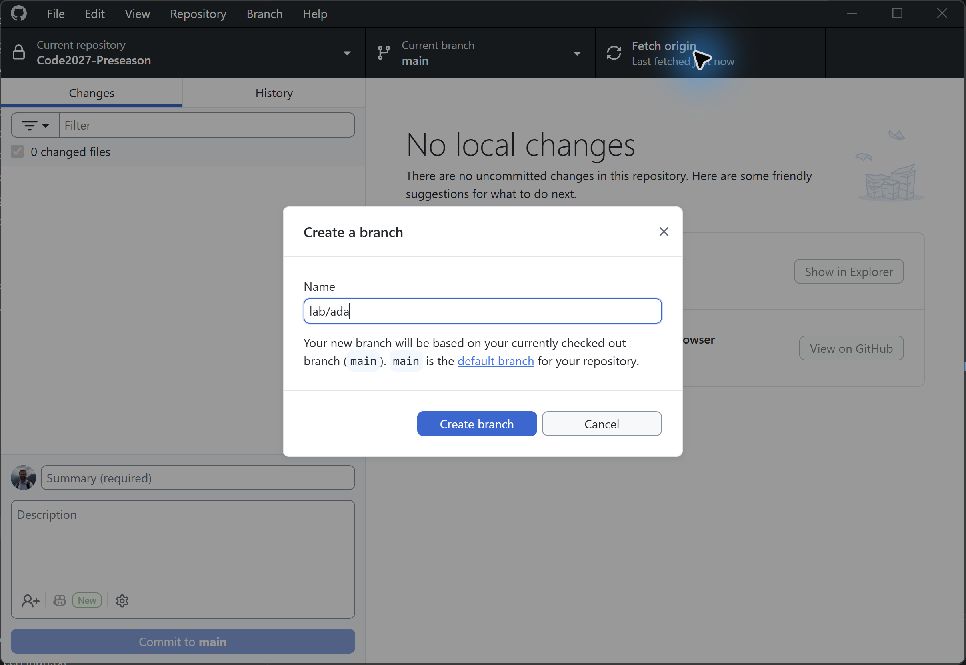 File Edit View Repository Branch Help
Current repository
Code2027-Preseason
Current branch
main
Fetch origin
Last fetched now
Changes History
Filter
0 changed files
No local changes
There are no uncommitted changes in this repository. Here are some friendly
suggestions for what to do next.
Show in Explorer
View on GitHub
Create a branch
Name
lab/ada
Your new branch will be based on your currently checked out
branch (main). main is the default branch for your repository.
Create branch Cancel
Summary (required)
Description
New
Commit to main